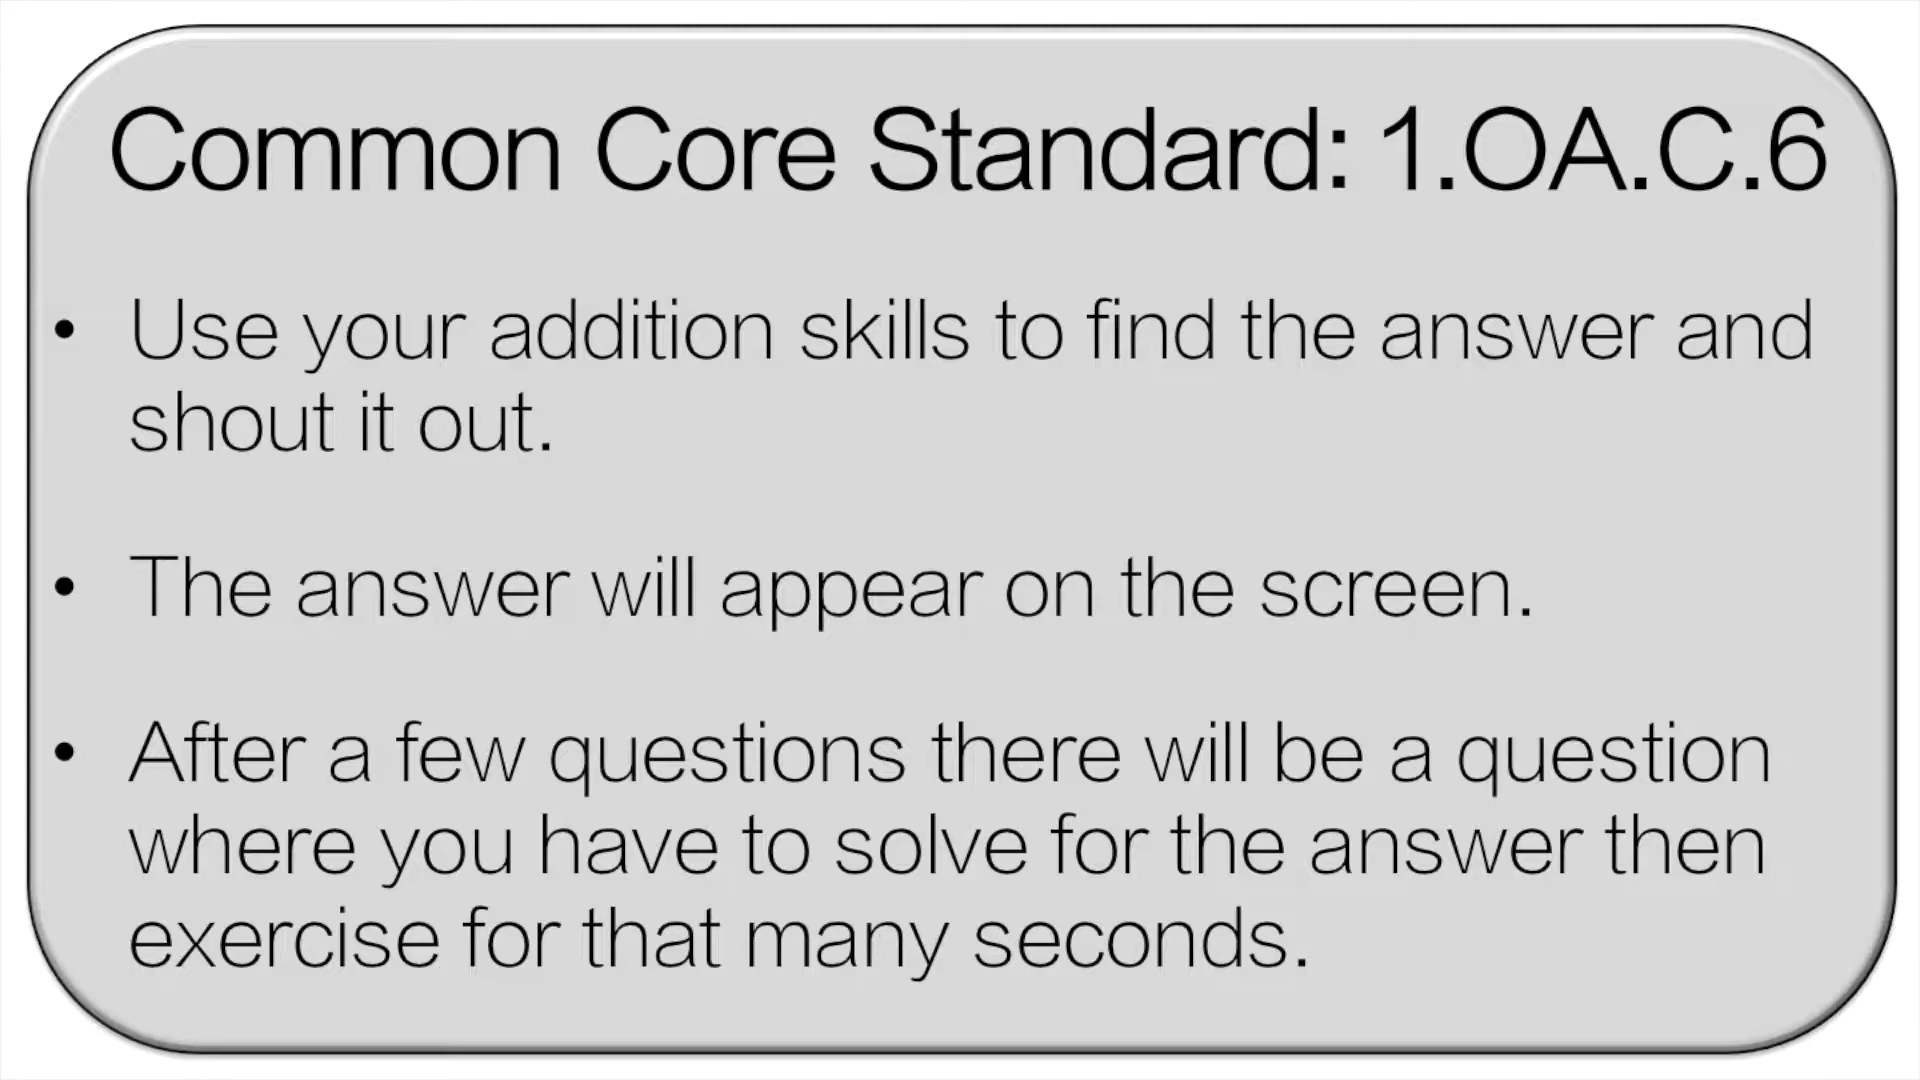 Common Core Standard: 1.OA.C.6
• Use your addition skills to find the answer and
shout it out.
• The answer will appear on the screen.
• After a few questions there will be a question
where you have to solve for the answer then
exercise for that many seconds.